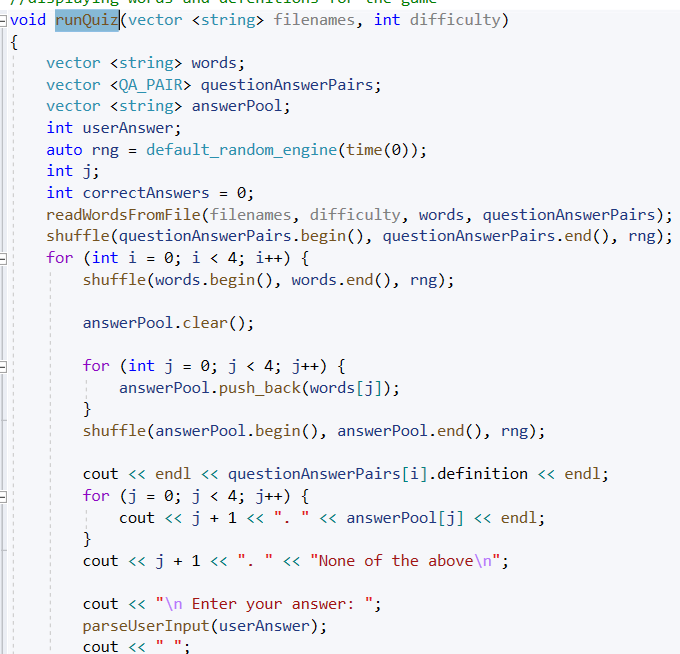 //displaying words and definitions for the game
void runQuiz(vector <string> filenames, int difficulty)
{
    vector <string> words;
    vector <QA_PAIR> questionAnswerPairs;
    vector <string> answerPool;
    int userAnswer;
    auto rng = default_random_engine(time(0));
    int j;
    int correctAnswers = 0;
    readWordsFromFile(filenames, difficulty, words, questionAnswerPairs);
    shuffle(questionAnswerPairs.begin(), questionAnswerPairs.end(), rng);
    for (int i = 0; i < 4; i++) {
        shuffle(words.begin(), words.end(), rng);
        answerPool.clear();
        for (int j = 0; j < 4; j++) {
            answerPool.push_back(words[j]);
        }
        shuffle(answerPool.begin(), answerPool.end(), rng);
        cout << endl << questionAnswerPairs[i].definition << endl;
        for (j = 0; j < 4; j++) {
            cout << j + 1 << ". " << answerPool[j] << endl;
        }
        cout << j + 1 << ". " << "None of the above\n";
        cout << "\n Enter your answer: ";
        parseUserInput(userAnswer);
        cout << " ";